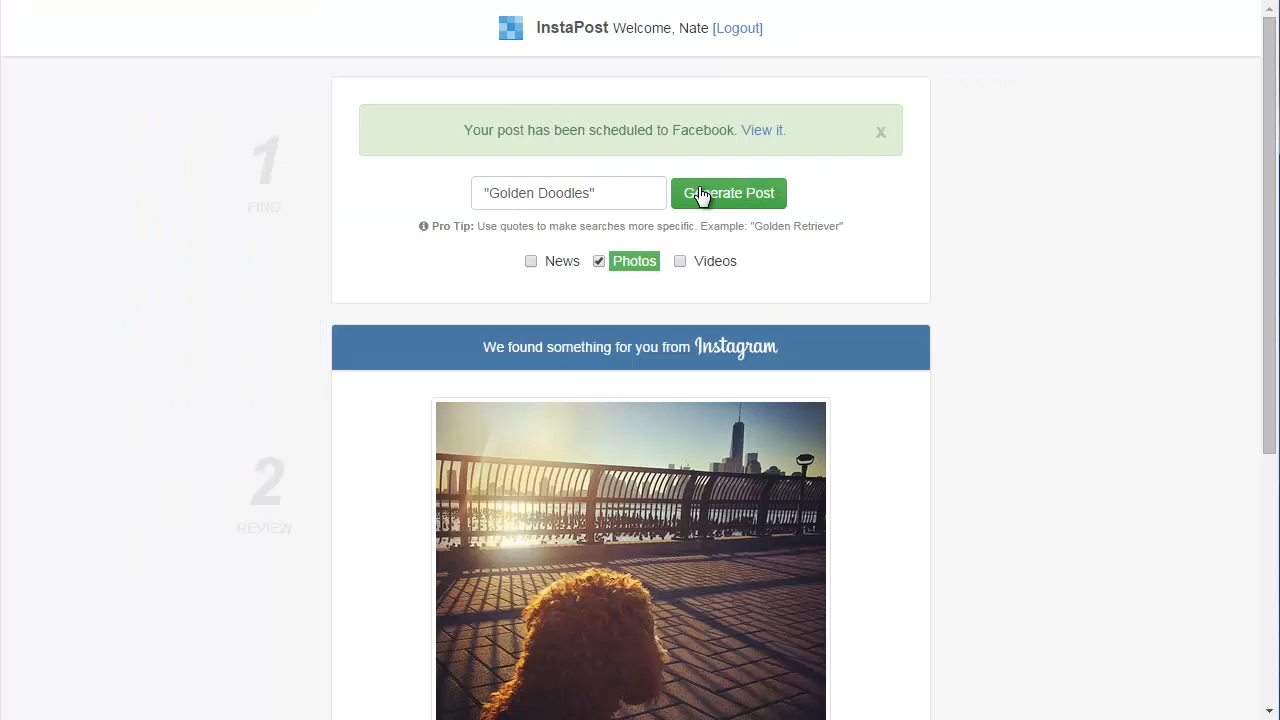 InstaPost Welcome, Nate [Logout]
Your post has been scheduled to Facebook. View it.
x
"Golden Doodles"
Generate Post
Pro Tip: Use quotes to make searches more specific. Example: "Golden Retriever"
News Photos Videos
1
FIND
We found something for you from Instagram
2
REVIEW